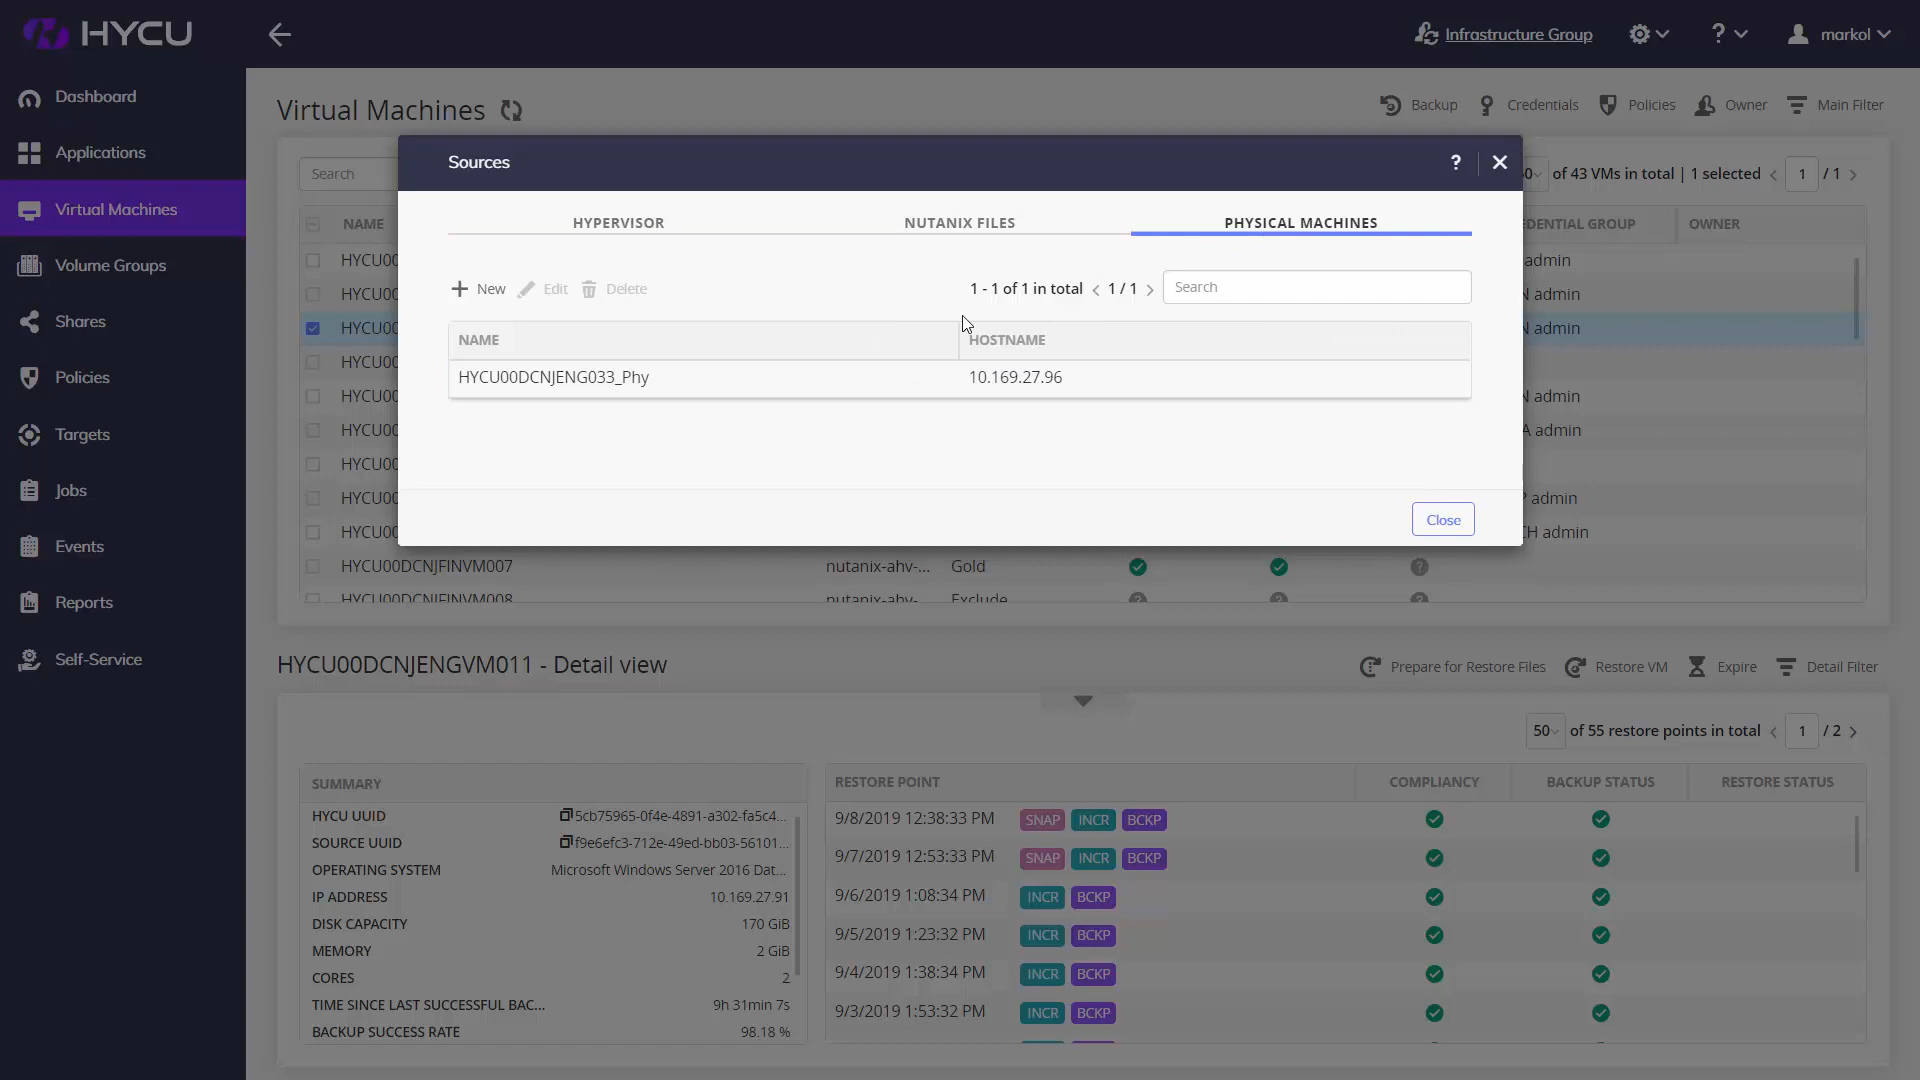 HYCU
Infrastructure Group
?
markol
Dashboard
Applications
Virtual Machines
Volume Groups
Shares
Policies
Targets
Jobs
Events
Reports
Self-Service
Virtual Machines
Backup
Credentials
Policies
Owner
Main Filter
Search
0 of 43 VMs in total | 1 selected < 1 / 1 >
NAME
DENTIAL GROUP
OWNER
HYCU00 admin
HYCU00 N admin
HYCU00 N admin
HYCU00
HYCU00 N admin
HYCU00 A admin
HYCU00
HYCU00 P admin
HYCU00 CH admin
HYCU00DCNJFINVM007 nutanix-ahv-... Gold ?
HYCU00DCNJFINVM008 nutanix-ahv- Exclude ? ? ?
Sources
?
HYPERVISOR
NUTANIX FILES
PHYSICAL MACHINES
New
Edit
Delete
1 - 1 of 1 in total < 1 / 1 >
Search
NAME HOSTNAME
HYCU00DCNJENG033_Phy 10.169.27.96
Close
HYCU00DCNJENGVM011 - Detail view
Prepare for Restore Files
Restore VM
Expire
Detail Filter
50 of 55 restore points in total < 1 / 2 >
SUMMARY
HYCU UUID 5cb75965-0f4e-4891-a302-fa5c4...
SOURCE UUID f9e6efc3-712e-49ed-bb03-56101...
OPERATING SYSTEM Microsoft Windows Server 2016 Dat...
IP ADDRESS 10.169.27.91
DISK CAPACITY 170 GiB
MEMORY 2 GiB
CORES 2
TIME SINCE LAST SUCCESSFUL BAC... 9h 31min 7s
BACKUP SUCCESS RATE 98.18 %
RESTORE POINT COMPLIANCY BACKUP STATUS RESTORE STATUS
9/8/2019 12:38:33 PM SNAP INCR BCKP
9/7/2019 12:53:33 PM SNAP INCR BCKP
9/6/2019 1:08:34 PM INCR BCKP
9/5/2019 1:23:32 PM INCR BCKP
9/4/2019 1:38:34 PM INCR BCKP
9/3/2019 1:53:32 PM INCR BCKP